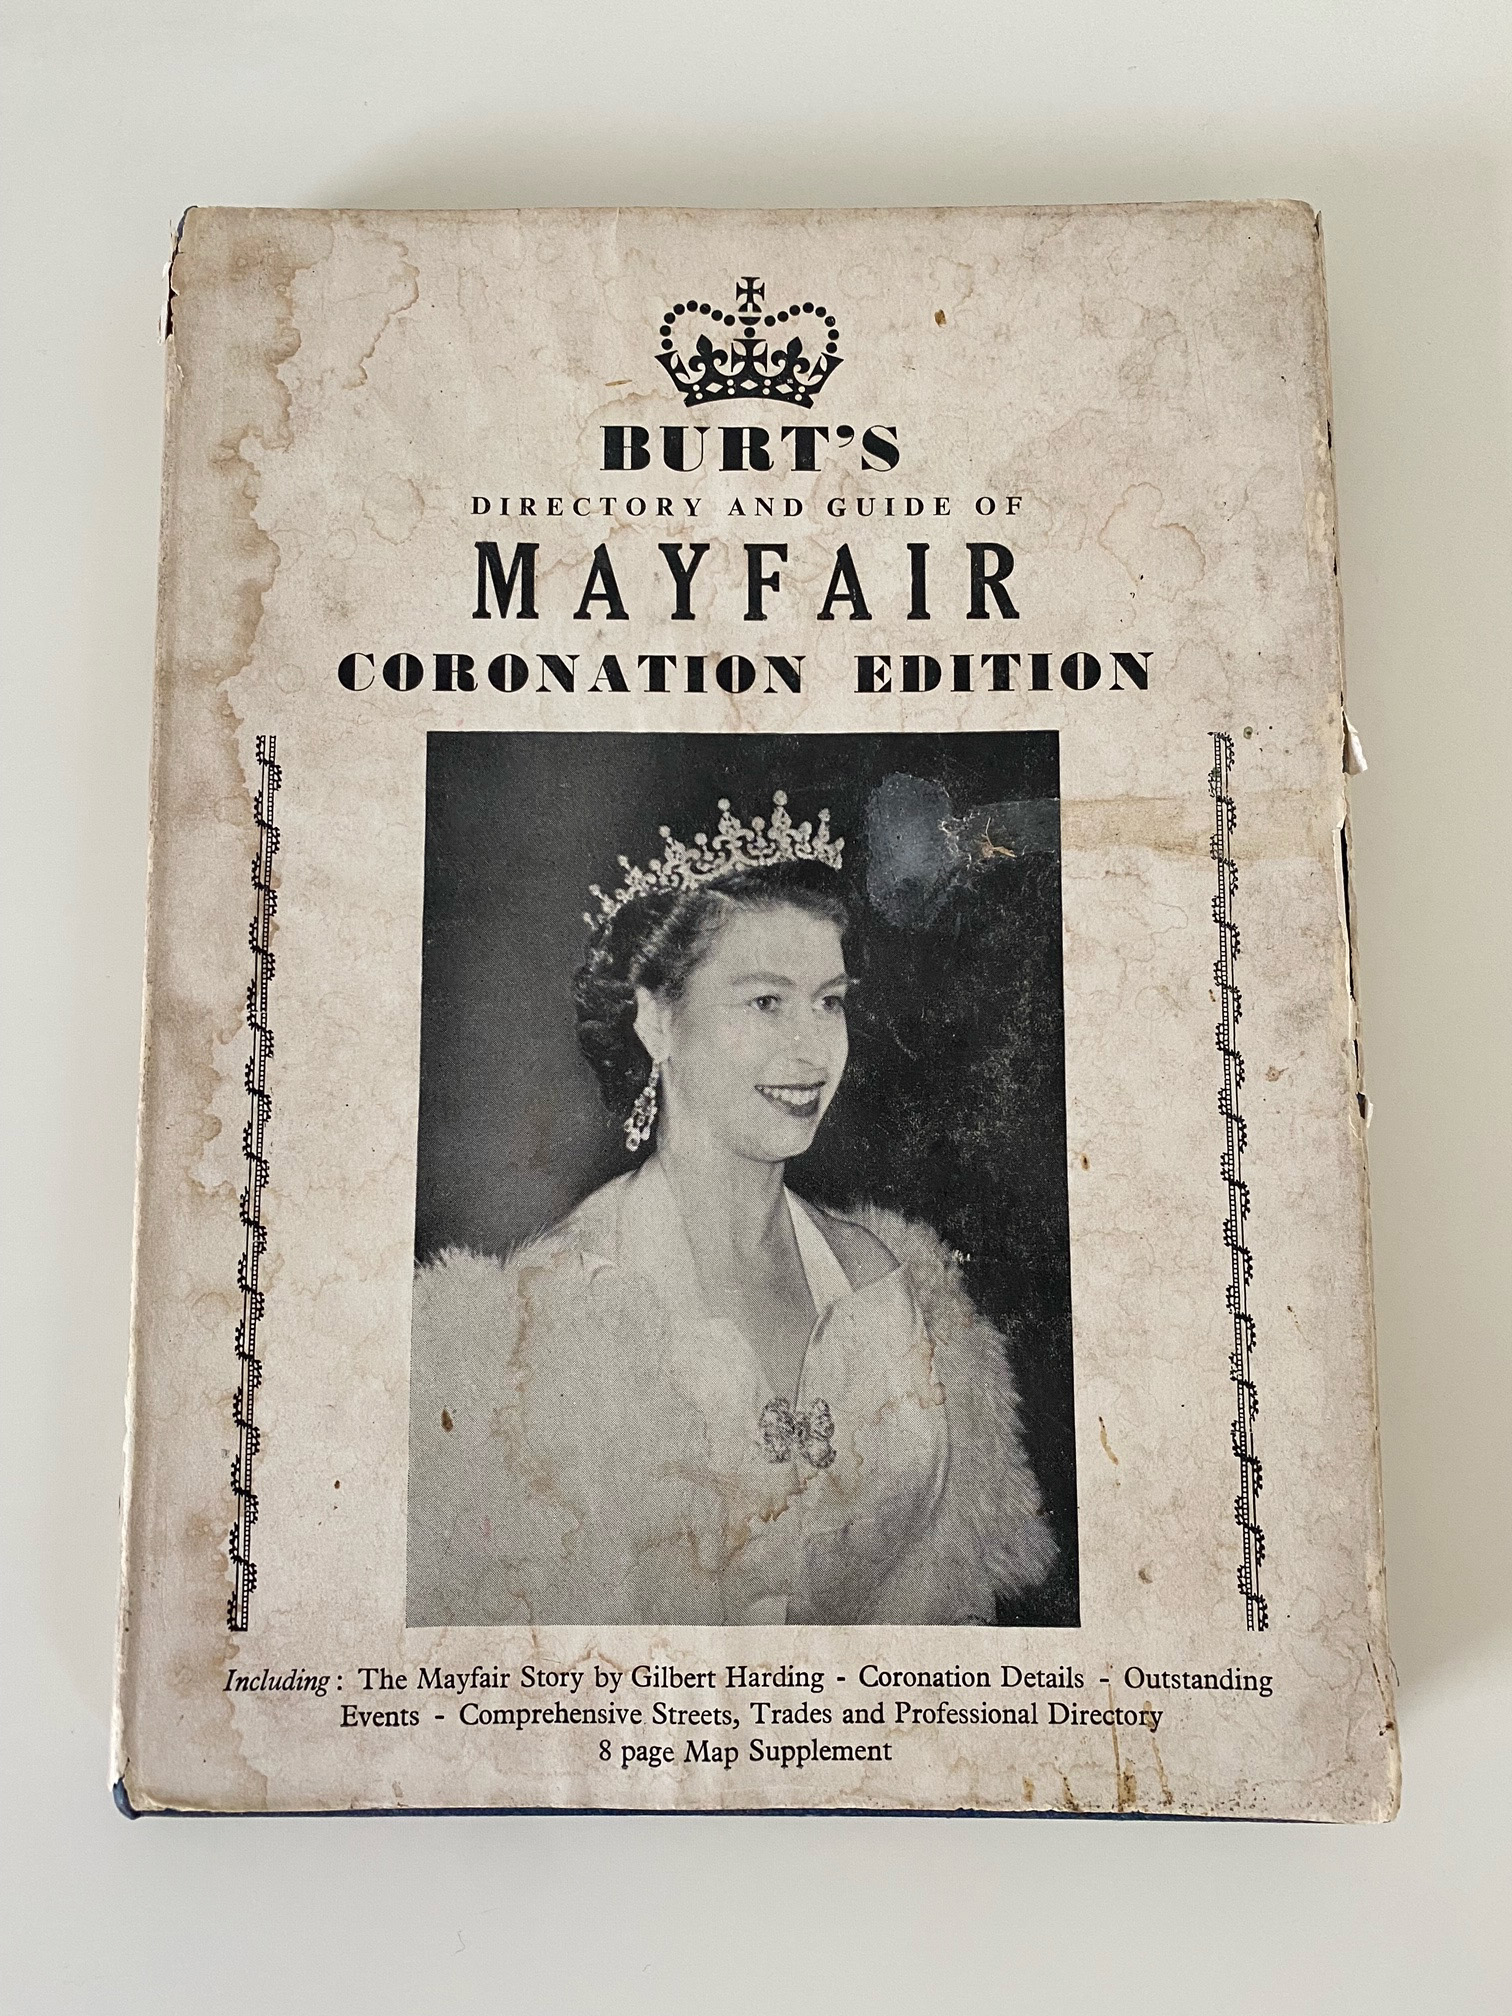 BURT'S
DIRECTORY AND GUIDE OF
MAYFAIR
CORONATION EDITION
Including: The Mayfair Story by Gilbert Harding - Coronation Details - Outstanding
Events - Comprehensive Streets, Trades and Professional Directory
8 page Map Supplement